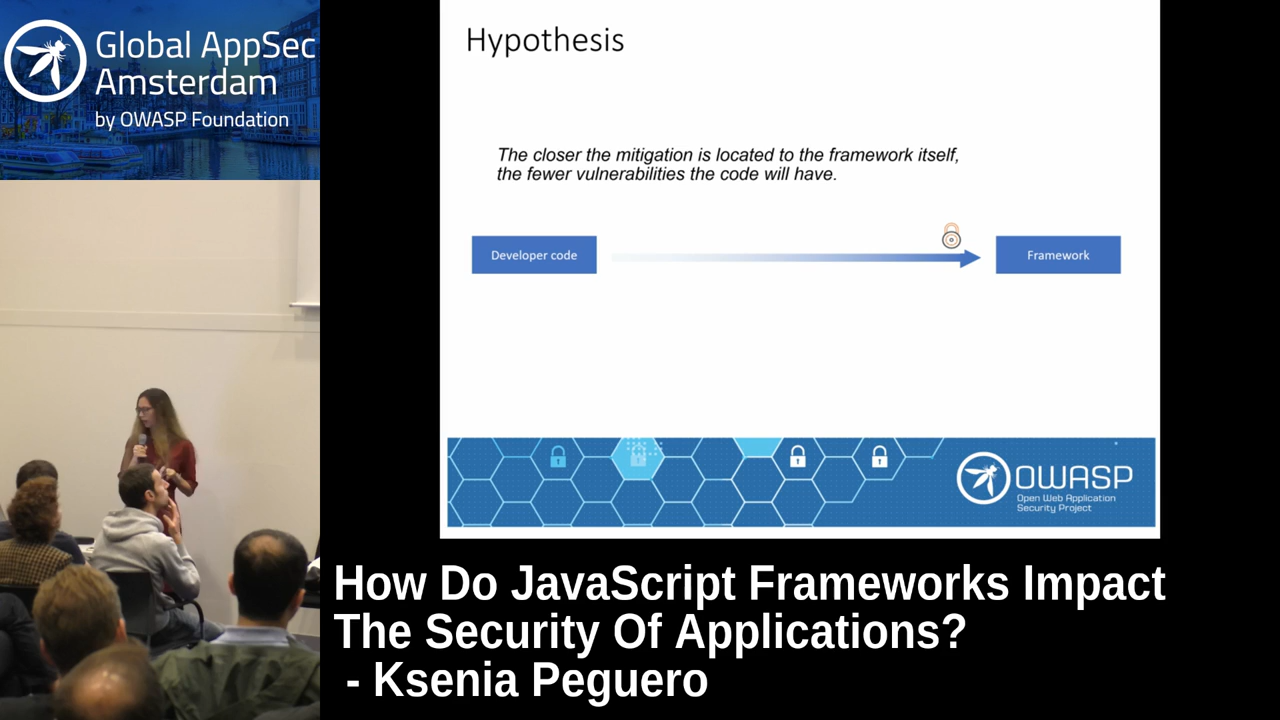 Global AppSec
Amsterdam
by OWASP Foundation
Hypothesis
The closer the mitigation is located to the framework itself,
the fewer vulnerabilities the code will have.
Developer code
Framework
OWASP
Open Web Application
Security Project
How Do JavaScript Frameworks Impact
The Security Of Applications?
- Ksenia Peguero